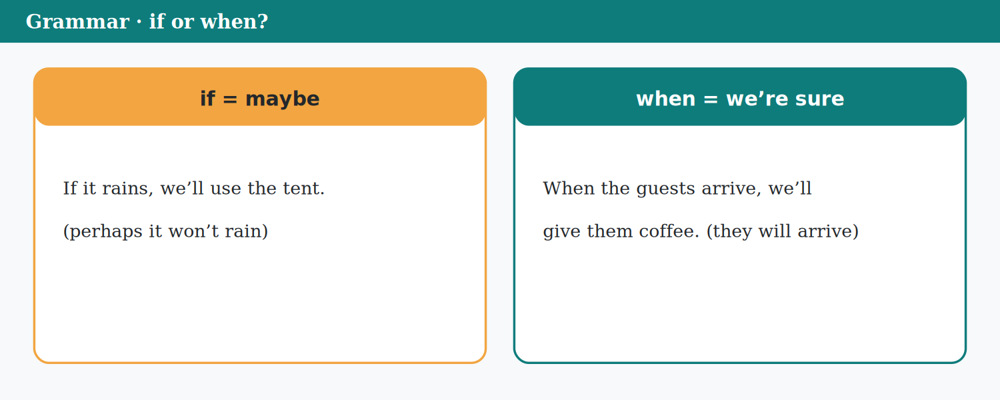 Grammar · if or when?
if = maybe
If it rains, we’ll use the tent.
(perhaps it won’t rain)
when = we’re sure
When the guests arrive, we’ll
give them coffee. (they will arrive)